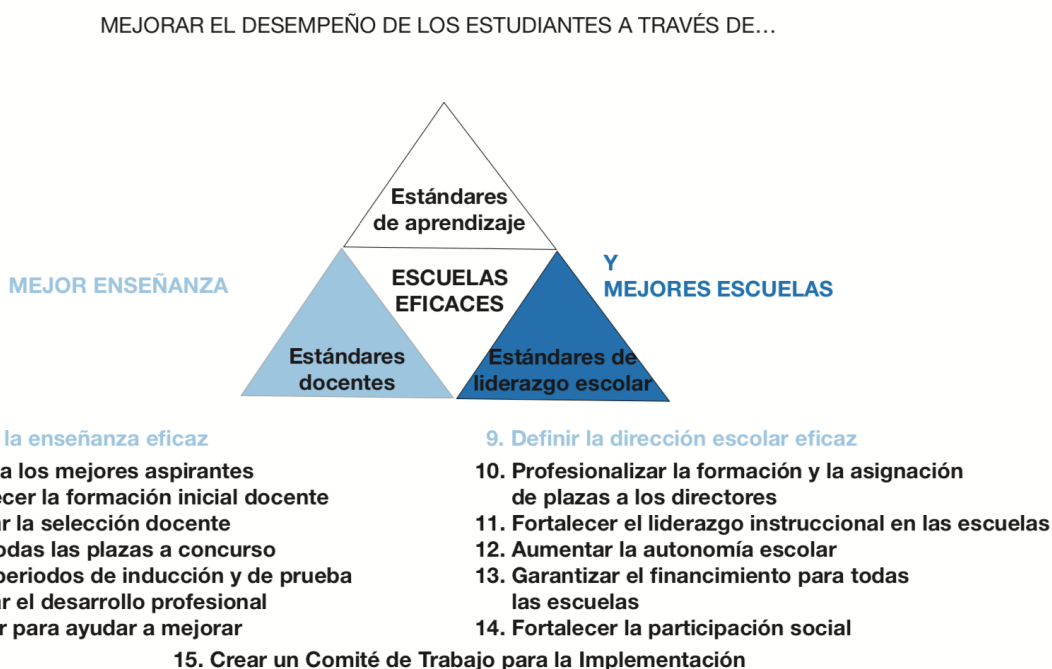 MEJORAR EL DESEMPEÑO DE LOS ESTUDIANTES A TRAVÉS DE...
Estándares
de aprendizaje
MEJOR ENSEÑANZA
ESCUELAS
EFICACES
Y
MEJORES ESCUELAS
Estándares
docentes
Estándares de
liderazgo escolar
la enseñanza eficaz
a los mejores aspirantes
ecer la formación inicial docente
ar la selección docente
odas las plazas a concurso
periodos de inducción y de prueba
ar el desarrollo profesional
r para ayudar a mejorar
9. Definir la dirección escolar eficaz
10. Profesionalizar la formación y la asignación
de plazas a los directores
11. Fortalecer el liderazgo instruccional en las escuelas
12. Aumentar la autonomía escolar
13. Garantizar el financimiento para todas
las escuelas
14. Fortalecer la participación social
15. Crear un Comité de Trabajo para la Implementación